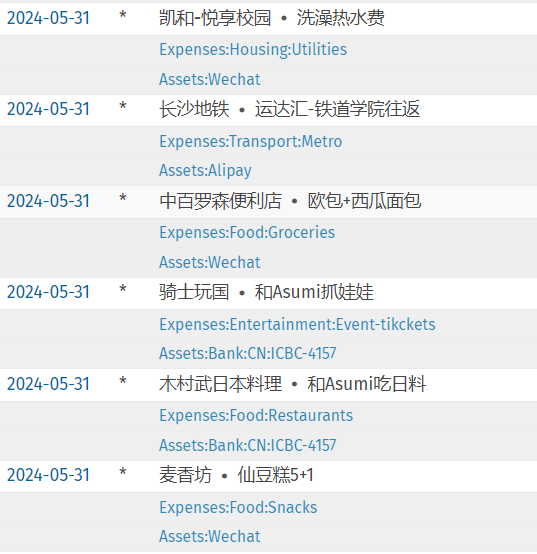 2024-05-31 * 凯和-悦享校园 • 洗澡热水费
Expenses:Housing:Utilities
Assets:Wechat
2024-05-31 * 长沙地铁 • 运达汇-铁道学院往返
Expenses:Transport:Metro
Assets:Alipay
2024-05-31 * 中百罗森便利店 • 欧包+西瓜面包
Expenses:Food:Groceries
Assets:Wechat
2024-05-31 * 骑士玩国 • 和Asumi抓娃娃
Expenses:Entertainment:Event-tikckets
Assets:Bank:CN:ICBC-4157
2024-05-31 * 木村武日本料理 • 和Asumi吃日料
Expenses:Food:Restaurants
Assets:Bank:CN:ICBC-4157
2024-05-31 * 麦香坊 • 仙豆糕5+1
Expenses:Food:Snacks
Assets:Wechat